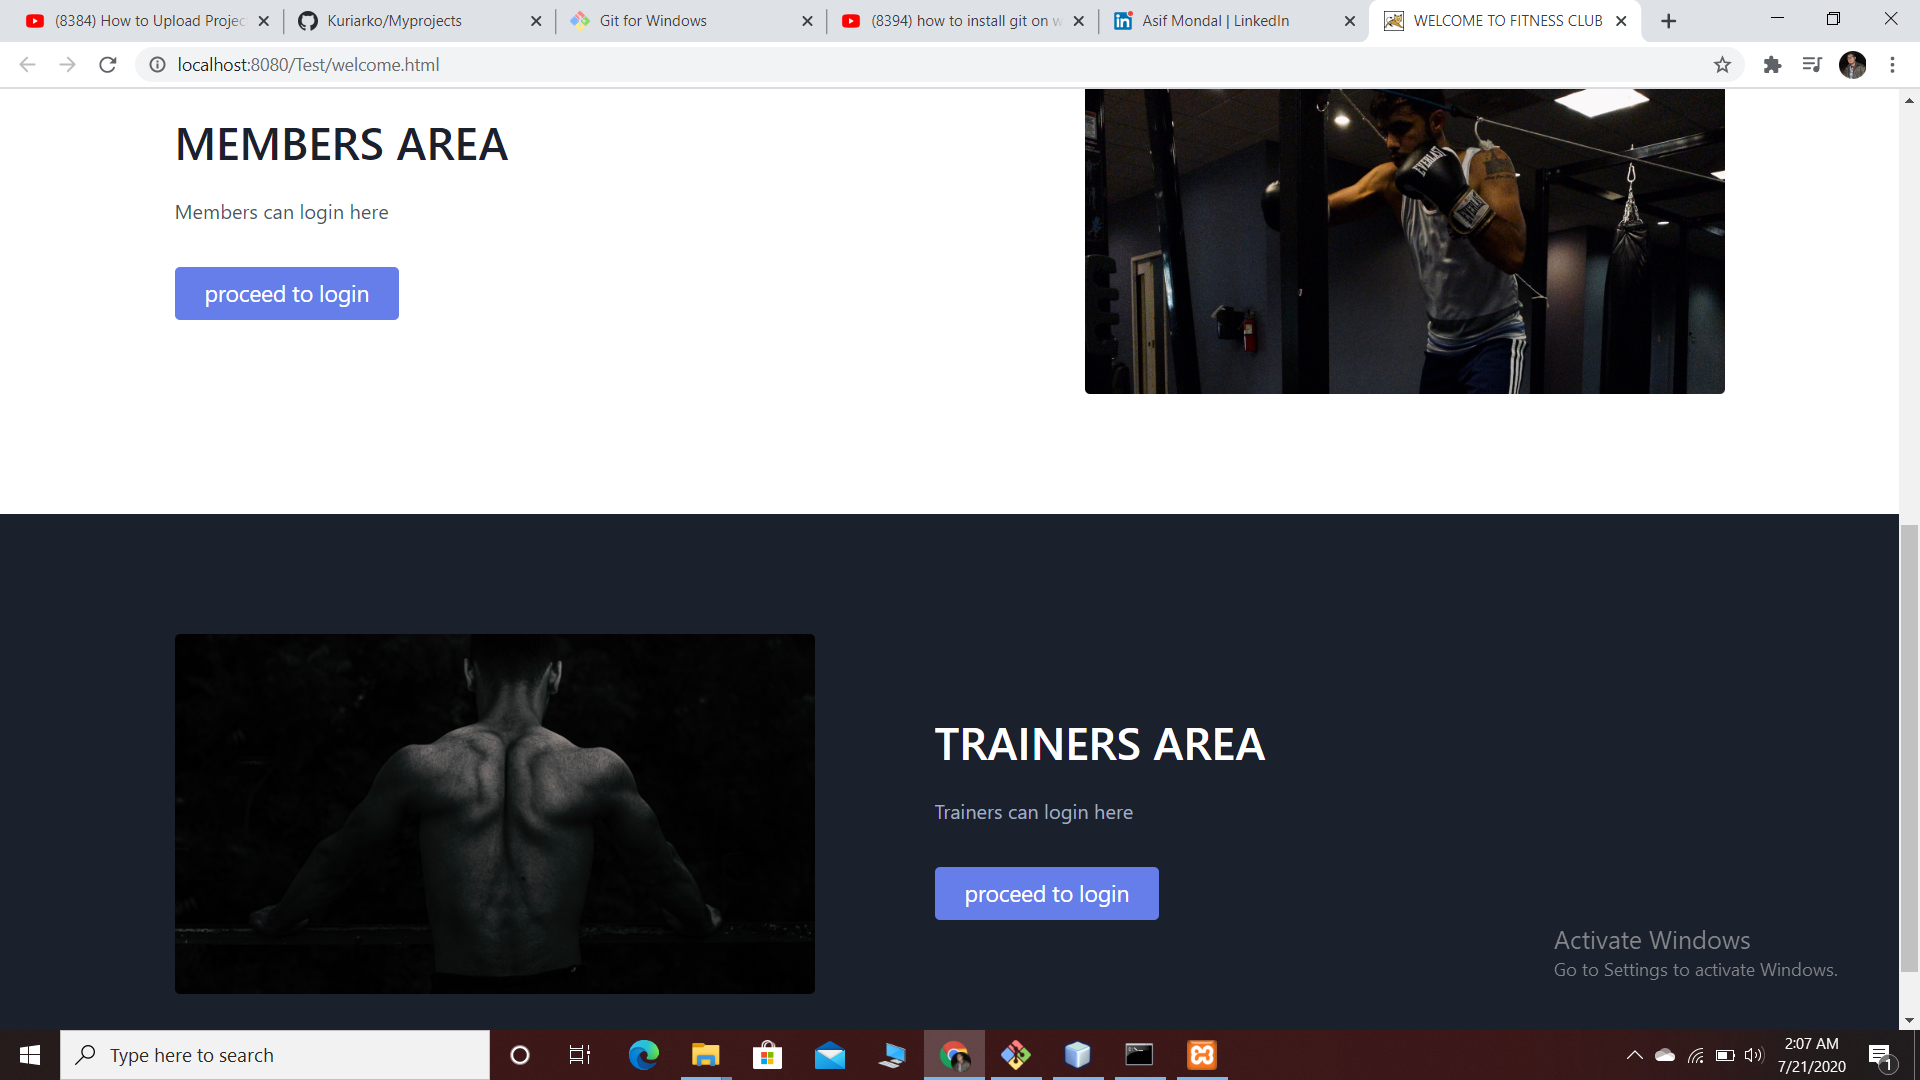 (8384) How to Upload Projec
Kuriarko/Myprojects
Git for Windows
(8394) how to install git on w
Asif Mondal | LinkedIn
WELCOME TO FITNESS CLUB
localhost:8080/Test/welcome.html
MEMBERS AREA
Members can login here
proceed to login
EVERLAST
TRAINERS AREA
Trainers can login here
proceed to login
Activate Windows
Go to Settings to activate Windows.
Type here to search
2:07 AM
7/21/2020
1